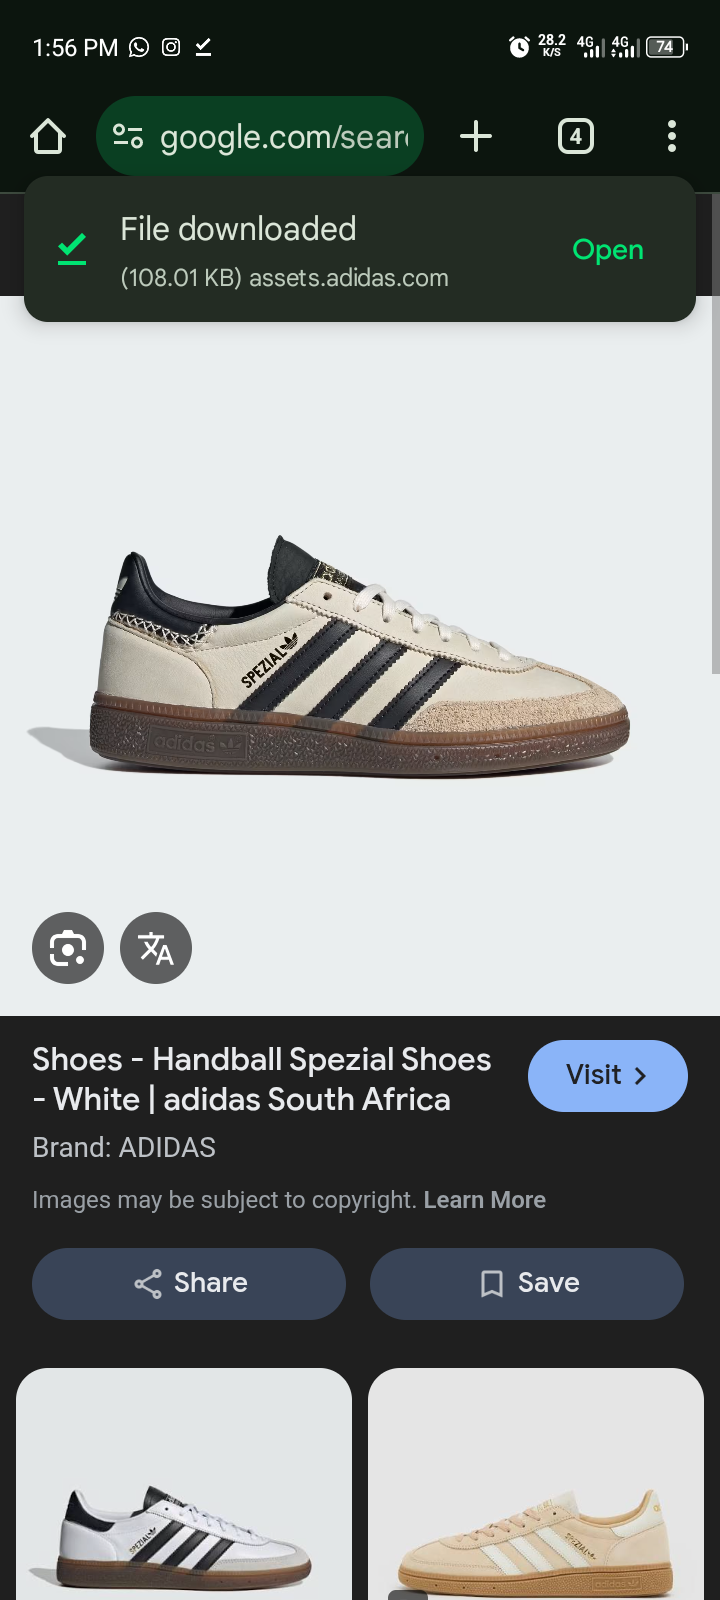 1:56 PM
28.2
K/S
4G
4G
74
google.com/sear
4
File downloaded
(108.01 KB) assets.adidas.com
Open
SPEZIAL
adidas
Shoes - Handball Spezial Shoes
- White | adidas South Africa
Visit
Brand: ADIDAS
Images may be subject to copyright. Learn More
Share
Save
SPEZIAL
SPEZIAL